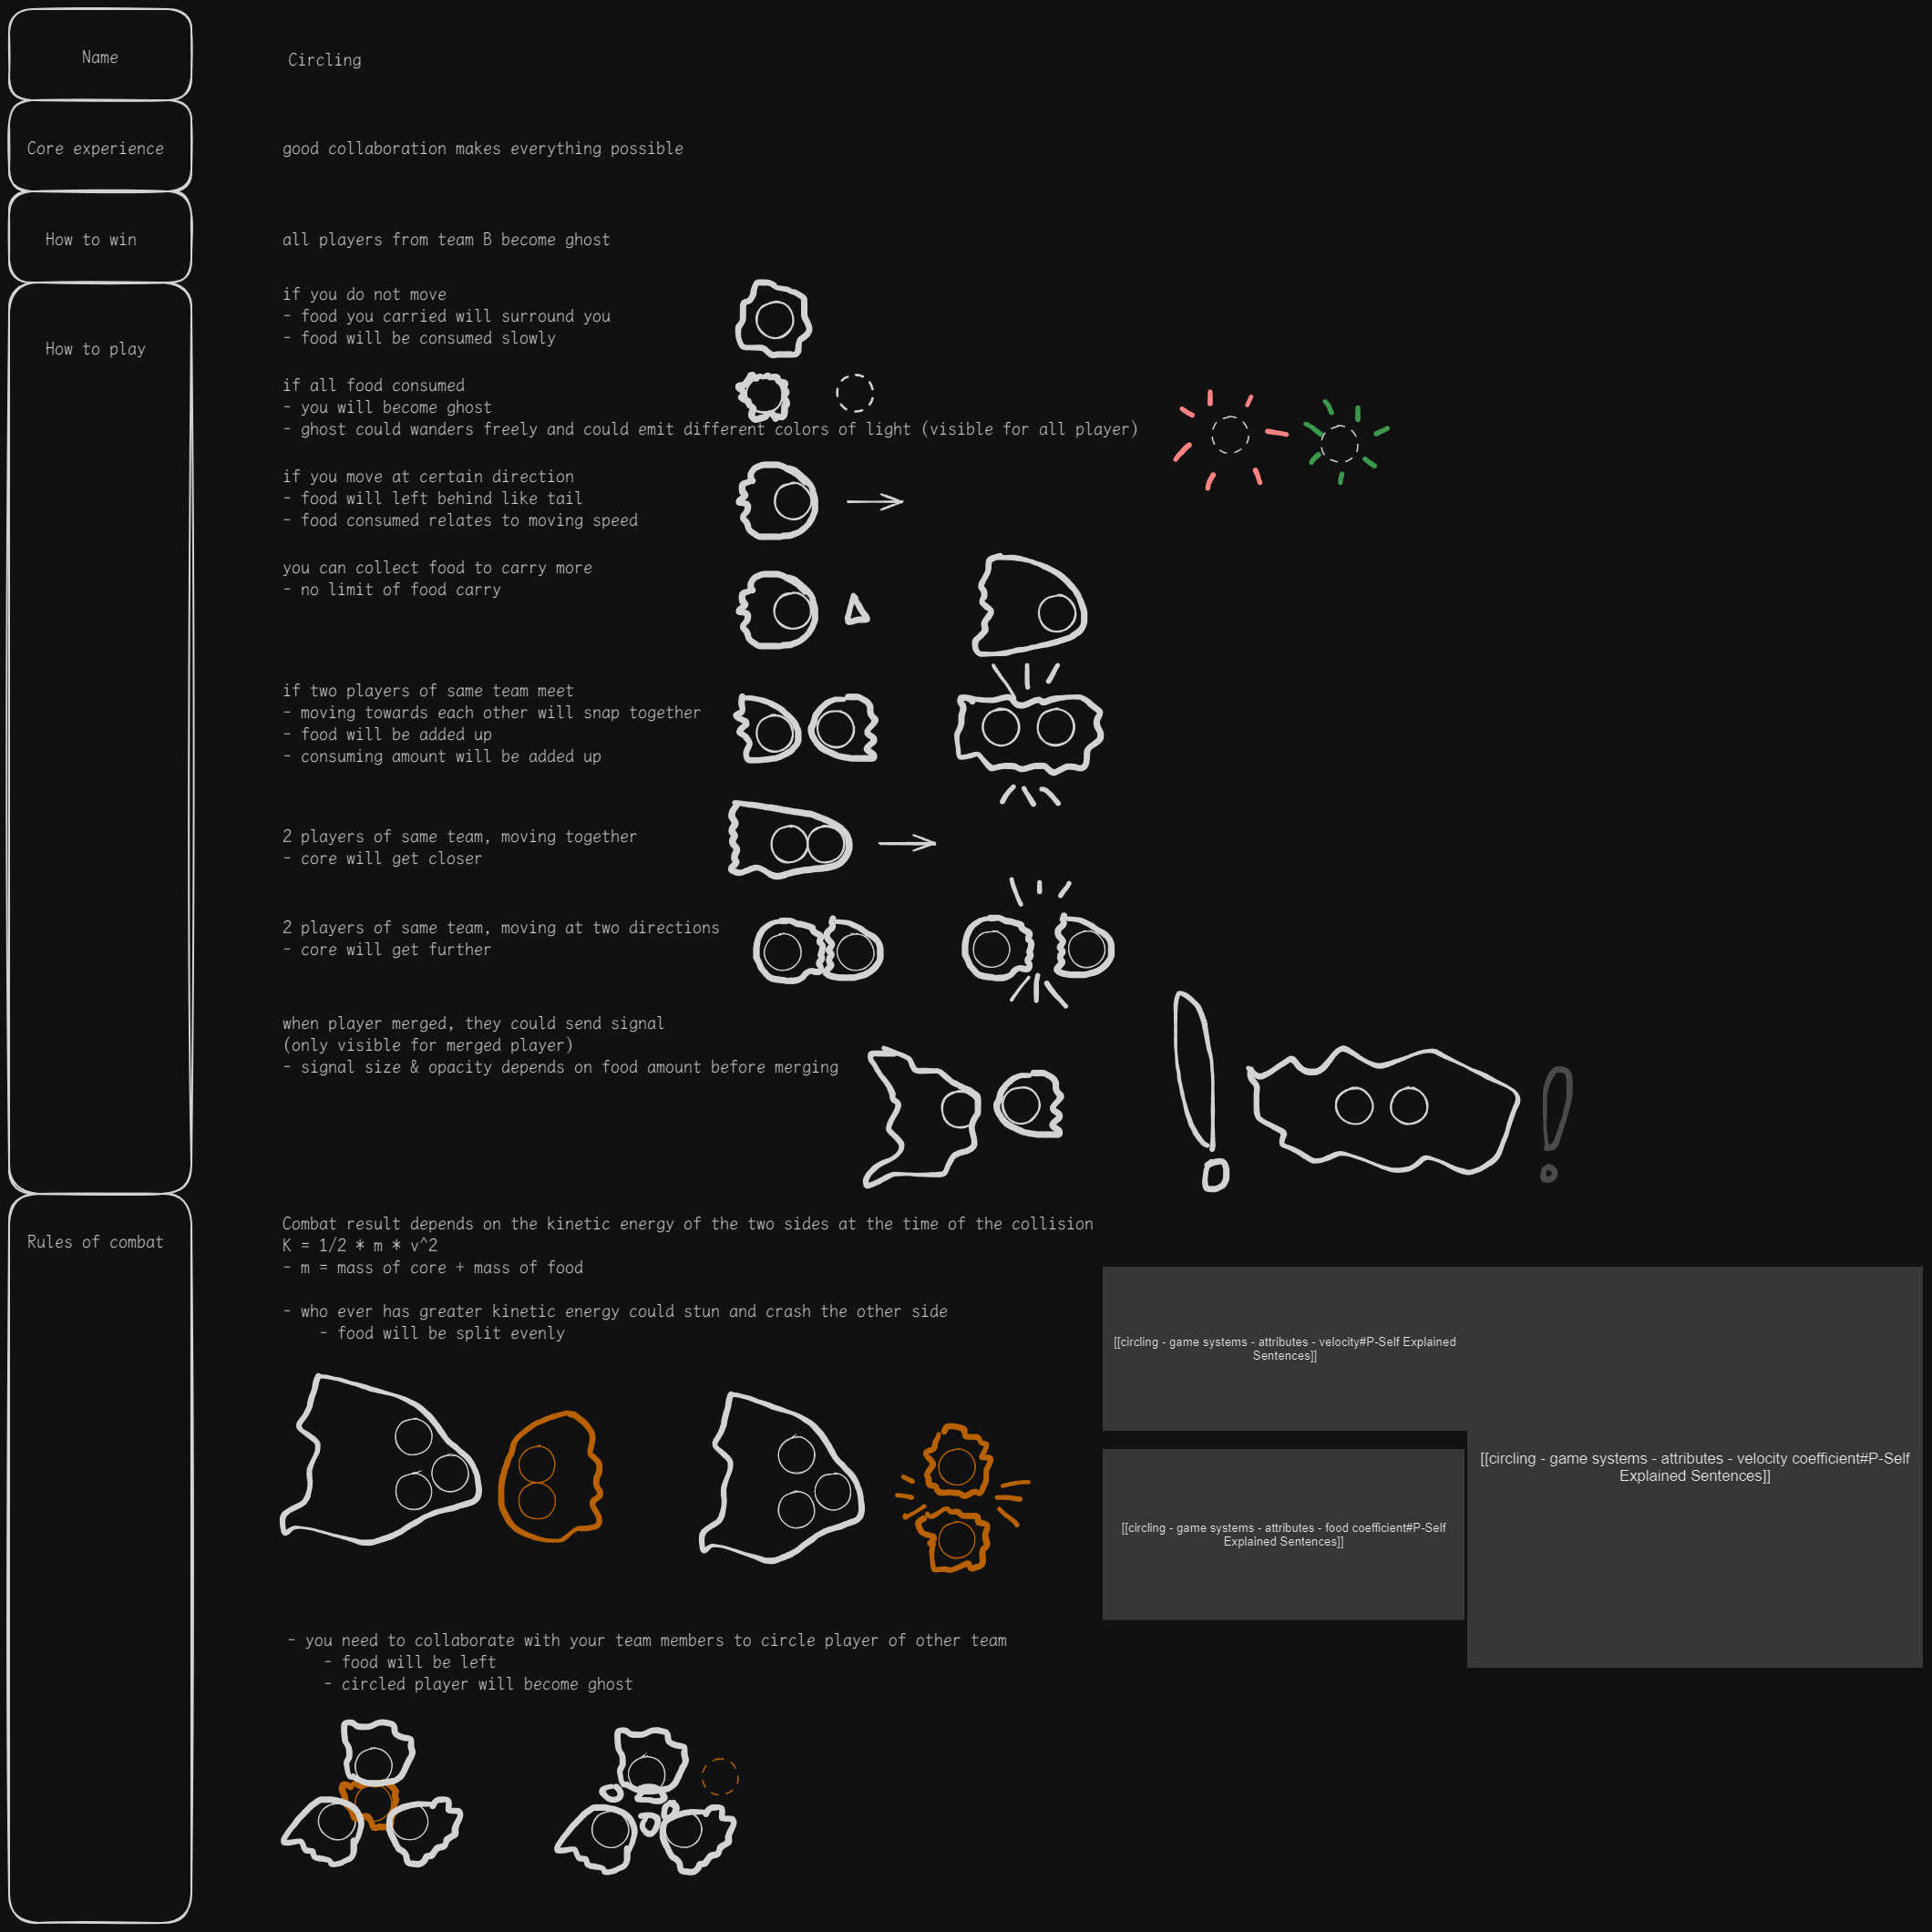 Name
Circling
Core experience
good collaboration makes everything possible
How to win
all players from team B become ghost
How to play
if you do not move
- food you carried will surround you
- food will be consumed slowly
if all food consumed
- you will become ghost
- ghost could wanders freely and could emit different colors of light (visible for all player)
if you move at certain direction
- food will left behind like tail
- food consumed relates to moving speed
you can collect food to carry more
- no limit of food carry
if two players of same team meet
- moving towards each other will snap together
- food will be added up
- consuming amount will be added up
2 players of same team, moving together
- core will get closer
2 players of same team, moving at two directions
- core will get further
when player merged, they could send signal
(only visible for merged player)
- signal size & opacity depends on food amount before merging
Rules of combat
Combat result depends on the kinetic energy of the two sides at the time of the collision
K = 1/2 * m * v^2
- m = mass of core + mass of food
- who ever has greater kinetic energy could stun and crash the other side
- food will be split evenly
[[circling - game systems - attributes - velocity#P-Self Explained
Sentences]]
[[circling - game systems - attributes - velocity coefficient#P-Self
Explained Sentences]]
[[circling - game systems - attributes - food coefficient#P-Self
Explained Sentences]]
- you need to collaborate with your team members to circle player of other team
- food will be left
- circled player will become ghost